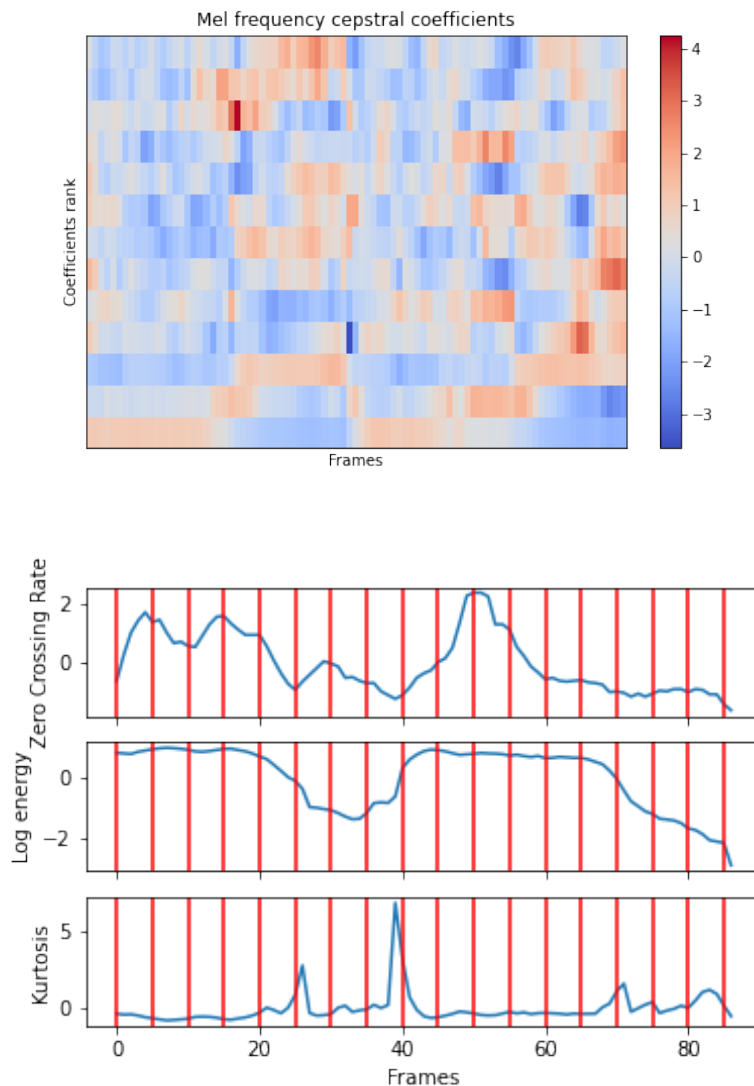 Mel frequency cepstral coefficients
Coefficients rank
Frames
4
3
2
1
0
−1
−2
−3
Zero Crossing Rate
2
0
Log energy
0
−2
Kurtosis
5
0
0
20
40
60
80
Frames